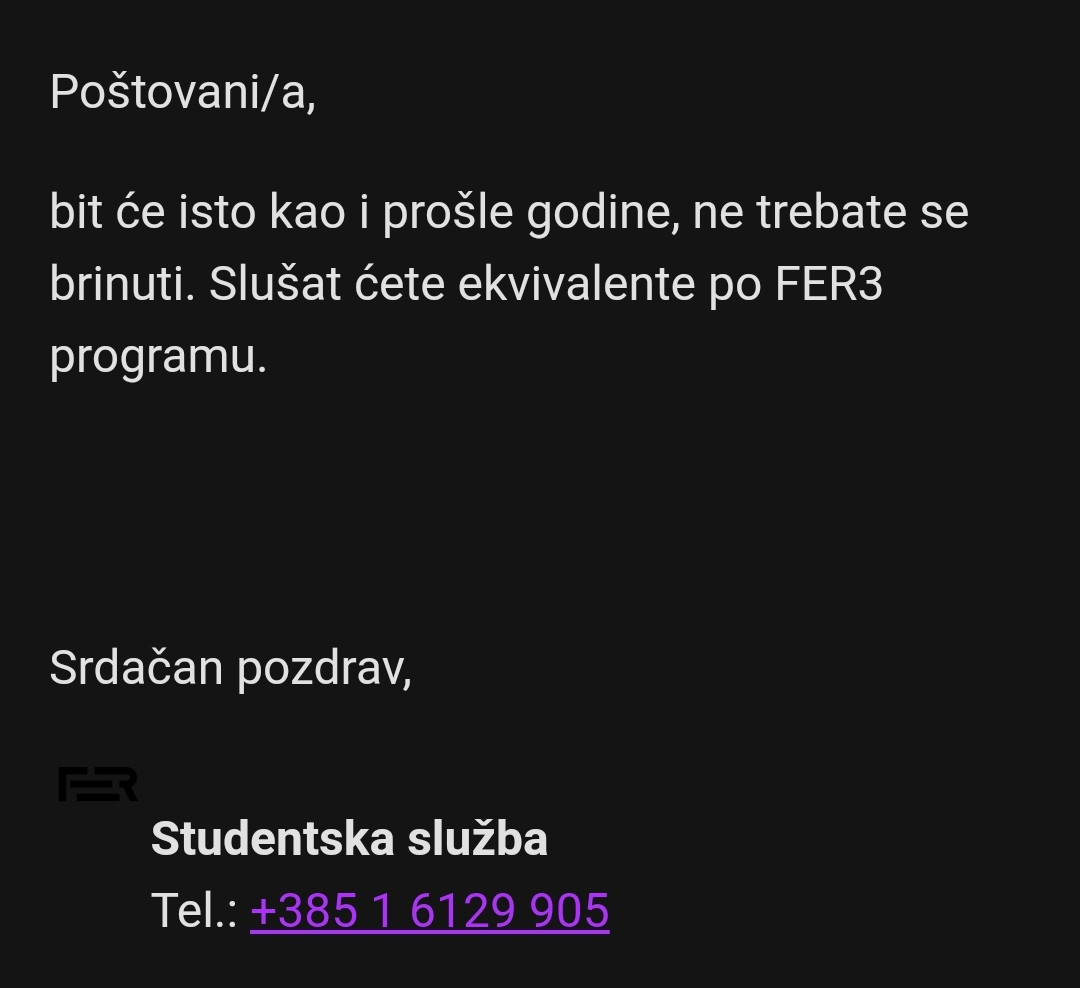 Poštovani/a,
bit će isto kao i prošle godine, ne trebate se
brinuti. Slušat ćete ekvivalente po FER3
programu.
Srdačan pozdrav,
FER
Studentska služba
Tel.: +385 1 6129 905